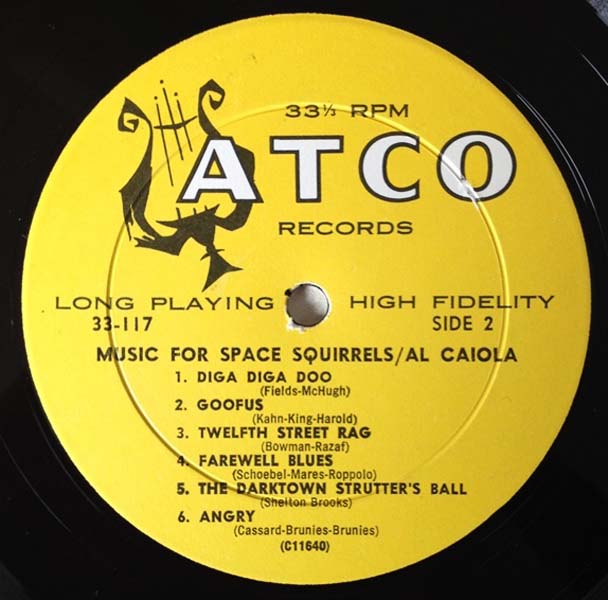 33⅓ RPM
ATCO
RECORDS
LONG PLAYING HIGH FIDELITY
33-117 SIDE 2
MUSIC FOR SPACE SQUIRRELS/AL CAIOLA
1. DIGA DIGA DOO
(Fields-McHugh)
2. GOOFUS
(Kahn-King-Harold)
3. TWELFTH STREET RAG
(Bowman-Razaf)
4. FAREWELL BLUES
(Schoebel-Mares-Roppolo)
5. THE DARKTOWN STRUTTER'S BALL
(Shelton Brooks)
6. ANGRY
(Cassard-Brunies-Brunies)
(C11640)